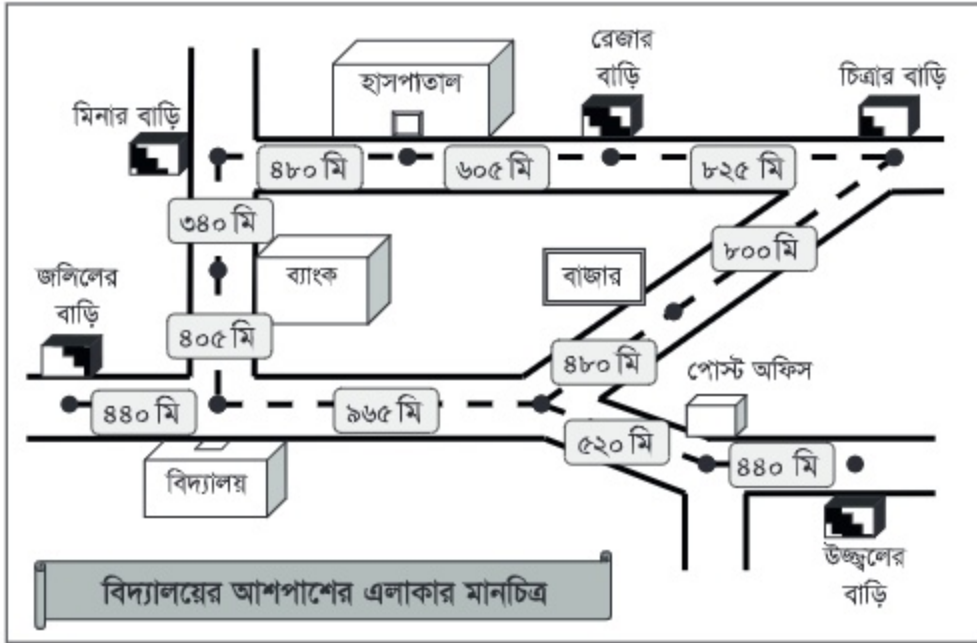 রেজার
বাড়ি
হাসপাতাল
চিত্রার বাড়ি
মিনার বাড়ি
৪৮০ মি
৬০৫ মি
৮২৫ মি
৩৪০ মি
৮০০ মি
জলিলের
বাড়ি
ব্যাংক
বাজার
৪০৫ মি
৪৮০ মি
পোস্ট অফিস
৪৪০ মি
৯৬৫ মি
৫২০ মি
৪৪০ মি
বিদ্যালয়
উজ্জ্বলের
বাড়ি
বিদ্যালয়ের আশপাশের এলাকার মানচিত্র